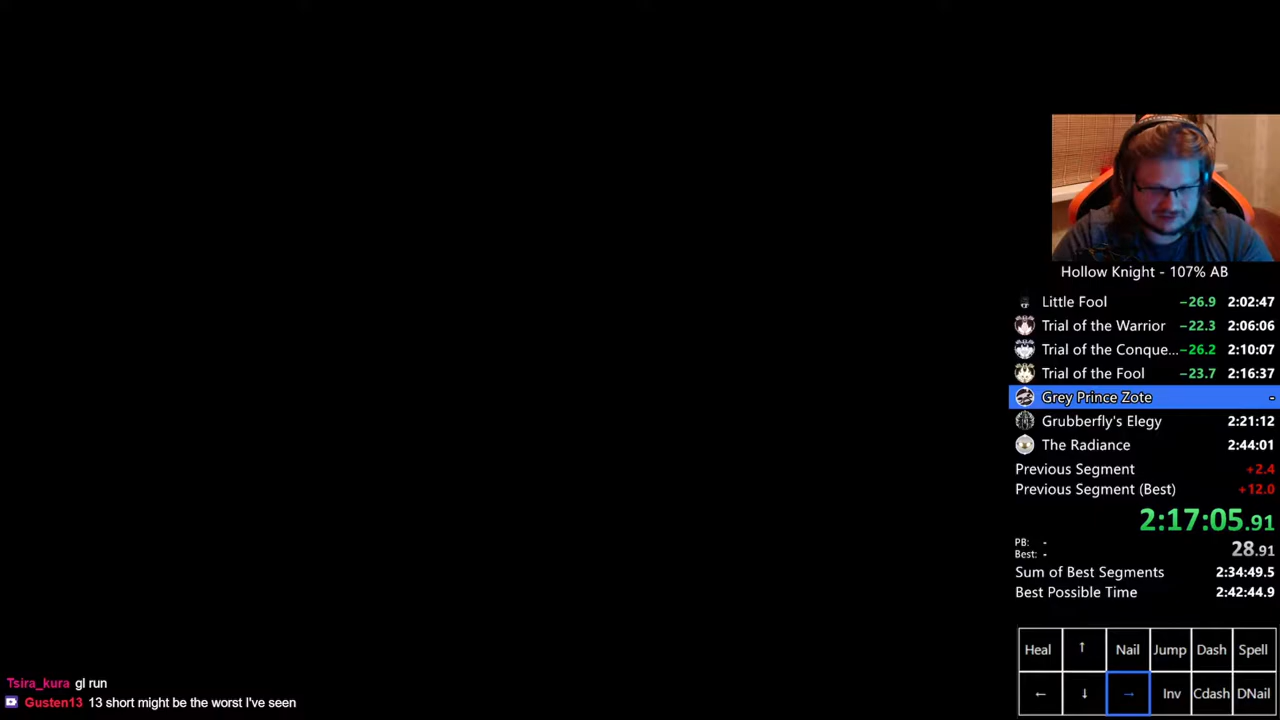 Hollow Knight - 107% AB
Little Fool -26.9 2:02:47
Trial of the Warrior -22.3 2:06:06
Trial of the Conque... -26.2 2:10:07
Trial of the Fool -23.7 2:16:37
Grey Prince Zote -
Grubberfly's Elegy 2:21:12
The Radiance 2:44:01
Previous Segment +2.4
Previous Segment (Best) +12.0
2:17:05.91
PB: -
Best: -
28.91
Sum of Best Segments 2:34:49.5
Best Possible Time 2:42:44.9
Heal ↑ Nail Jump Dash Spell
← ↓ → Inv Cdash DNail
Tsira_kura gl run
Gusten13 13 short might be the worst I've seen